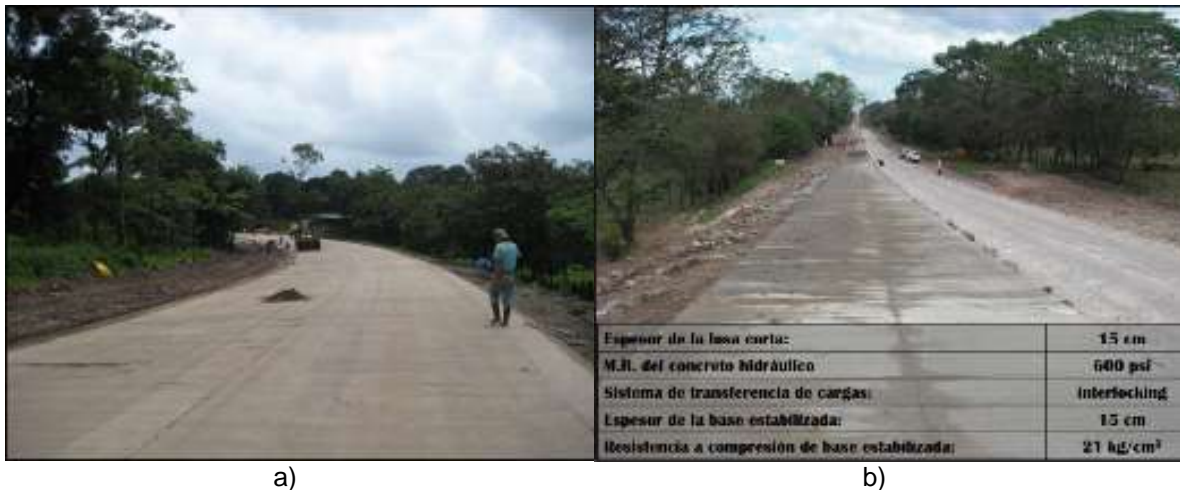 Espesor de la losa corta: 15 cm
M.R. del concreto hidráulico 600 psi
Sistema de transferencia de cargas: interlocking
Espesor de la base estabilizada: 15 cm
Resistencia a compresión de base estabilizada: 21 kg/cm²
a) b)